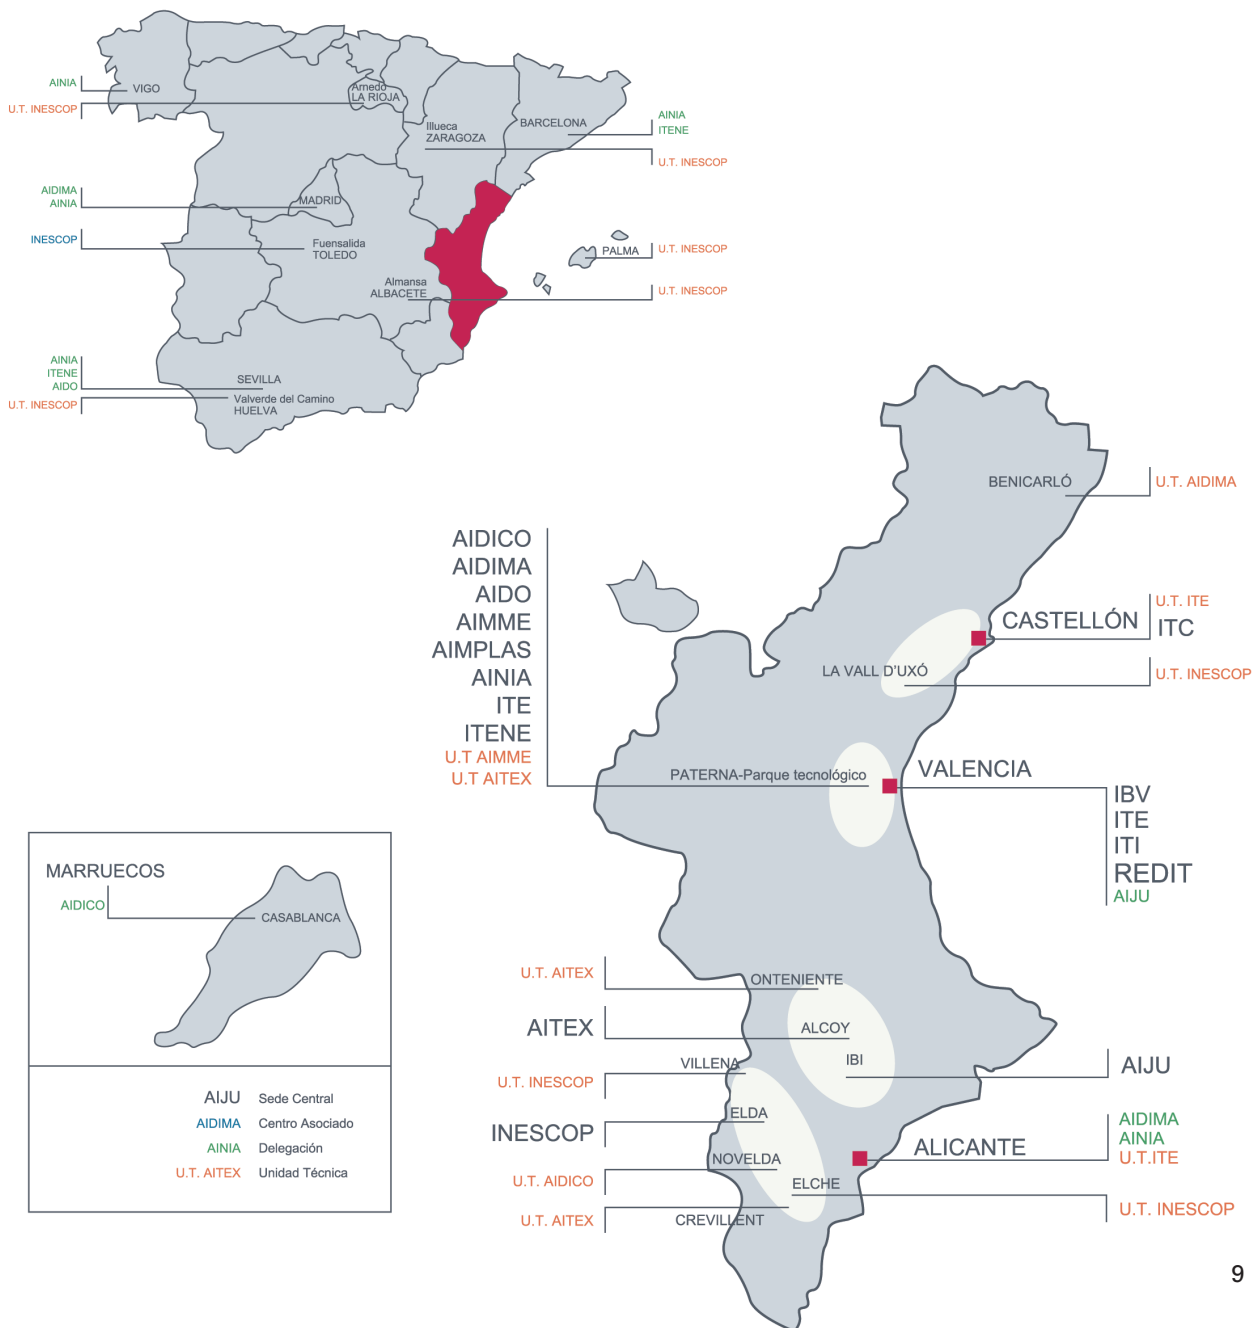 AINIA
VIGO
U.T. INESCOP
Arnedo
LA RIOJA
Illueca
ZARAGOZA
BARCELONA
AINIA
ITENE
U.T. INESCOP
AIDIMA
AINIA
MADRID
INESCOP
Fuensalida
TOLEDO
PALMA
U.T. INESCOP
Almansa
ALBACETE
U.T. INESCOP
AINIA
ITENE
AIDO
SEVILLA
U.T. INESCOP
Valverde del Camino
HUELVA
BENICARLÓ
U.T. AIDIMA
AIDICO
AIDIMA
AIDO
AIMME
AIMPLAS
AINIA
ITE
ITENE
U.T AIMME
U.T AITEX
PATERNA-Parque tecnológico
CASTELLÓN
U.T. ITE
ITC
LA VALL D'UXÓ
U.T. INESCOP
VALENCIA
IBV
ITE
ITI
REDIT
AIJU
MARRUECOS
AIDICO
CASABLANCA
U.T. AITEX
ONTENIENTE
AITEX
ALCOY
IBI
AIJU
VILLENA
U.T. INESCOP
ELDA
INESCOP
NOVELDA
U.T. AIDICO
ALICANTE
AIDIMA
AINIA
U.T.ITE
ELCHE
U.T. INESCOP
U.T. AITEX
CREVILLENT
AIJU Sede Central
AIDIMA Centro Asociado
AINIA Delegación
U.T. AITEX Unidad Técnica
9